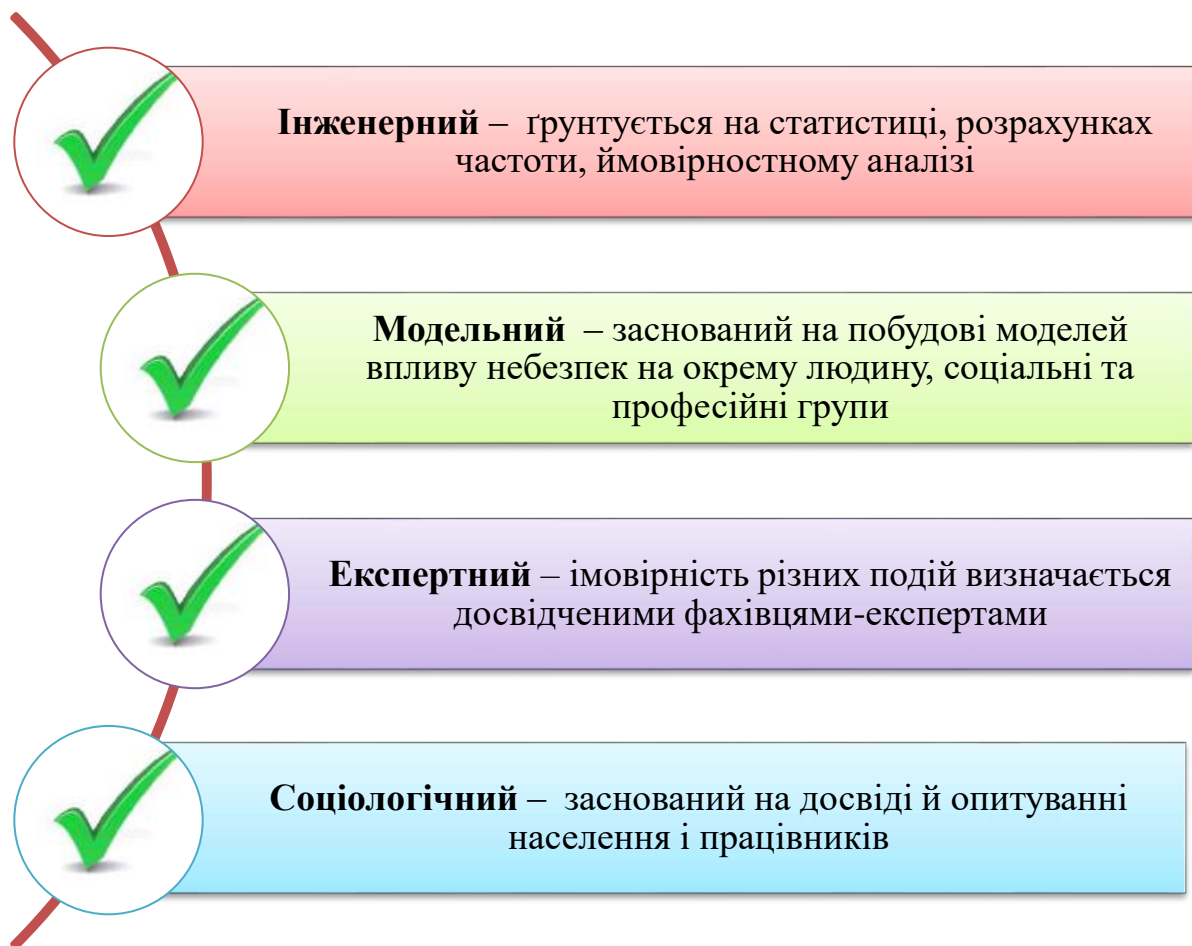 Інженерний – ґрунтується на статистиці, розрахунках
частоти, ймовірностному аналізі
Модельний – заснований на побудові моделей
впливу небезпек на окрему людину, соціальні та
професійні групи
Експертний – імовірність різних подій визначається
досвідченими фахівцями-експертами
Соціологічний – заснований на досвіді й опитуванні
населення і працівників